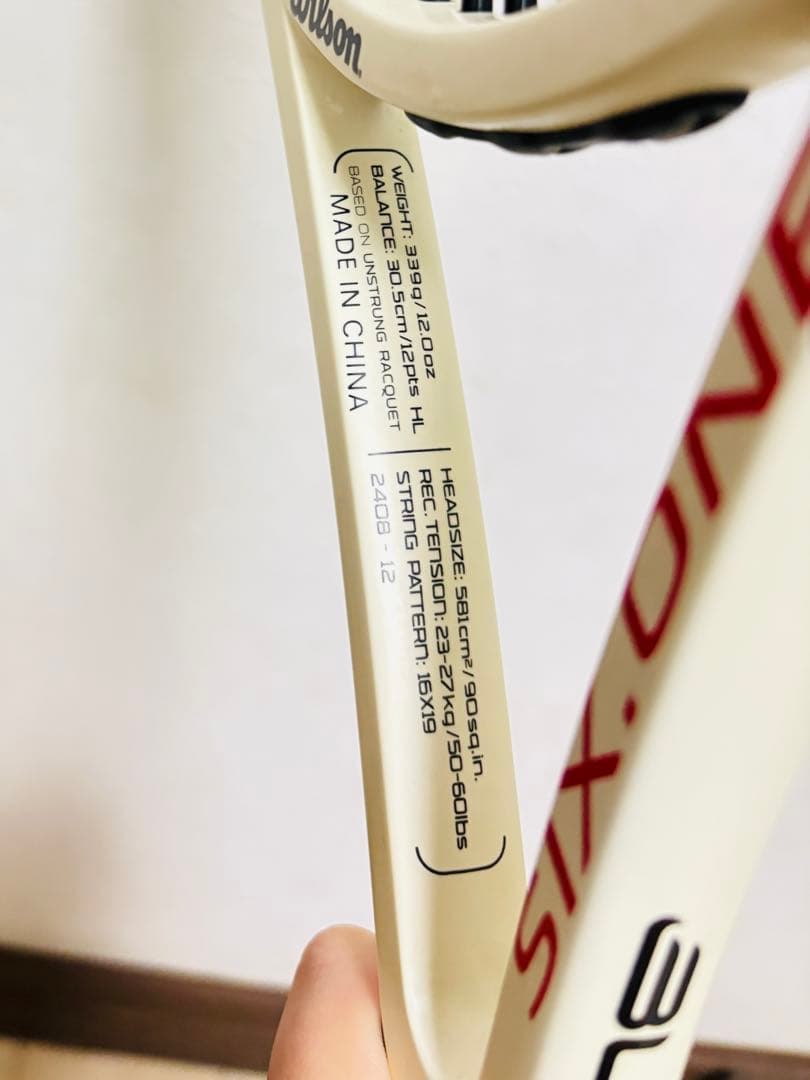 Wilson
WEIGHT: 339g/12.0oz
BALANCE: 30.5cm/12pts HL
BASED ON UNSTRUNG RACQUET
MADE IN CHINA
HEADSIZE: 581cm²/90sq.in.
REC. TENSION: 23-27kg/50-60lbs
STRING PATTERN: 16X19
2408 - 12
SIX.ONE